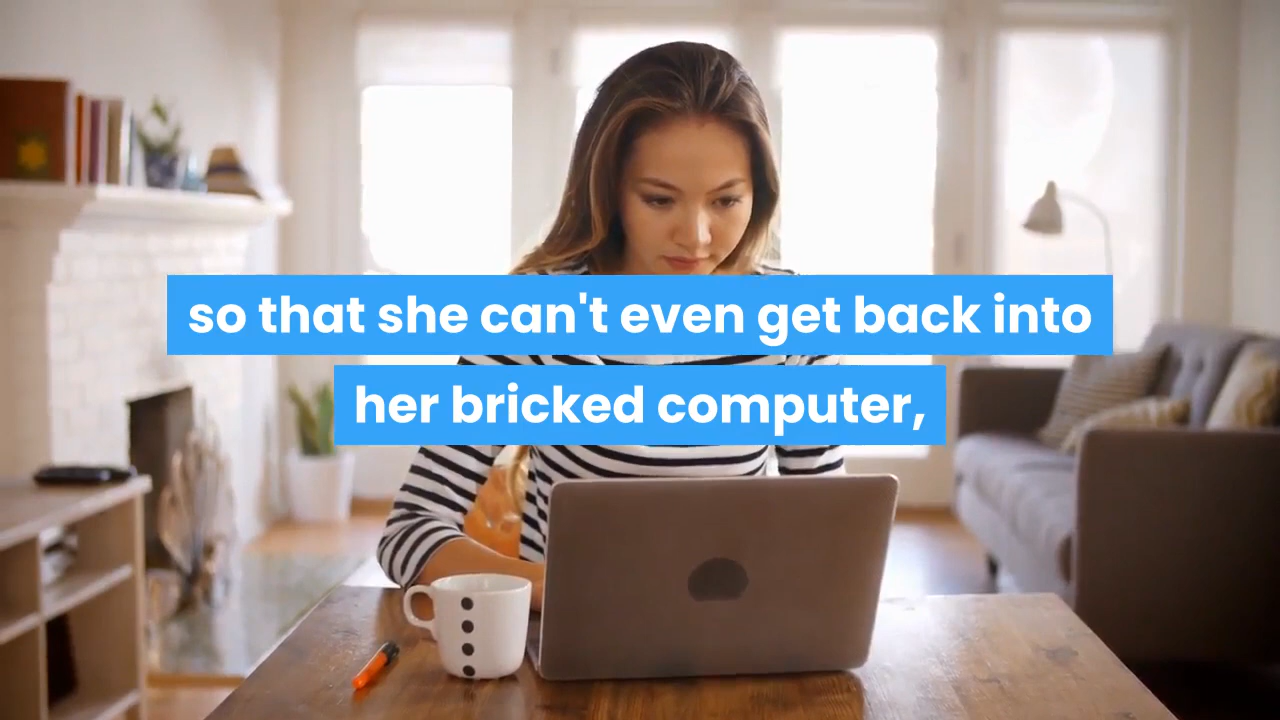 so that she can't even get back into
her bricked computer,